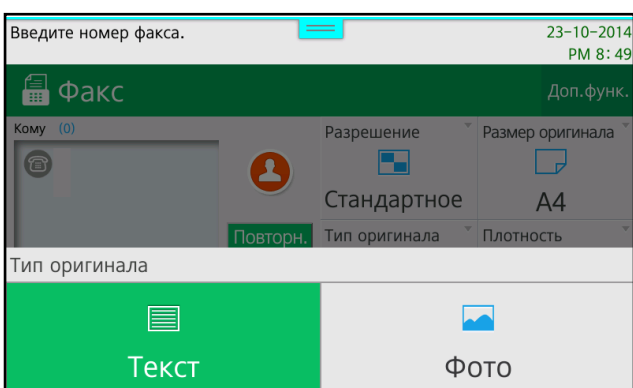 Введите номер факса.
23-10-2014
PM 8:49
Факс
Доп.функ.
Кому (0)
Разрешение
Размер оригинала
Стандартное
A4
Повторн.
Тип оригинала
Плотность
Тип оригинала
Текст
Фото